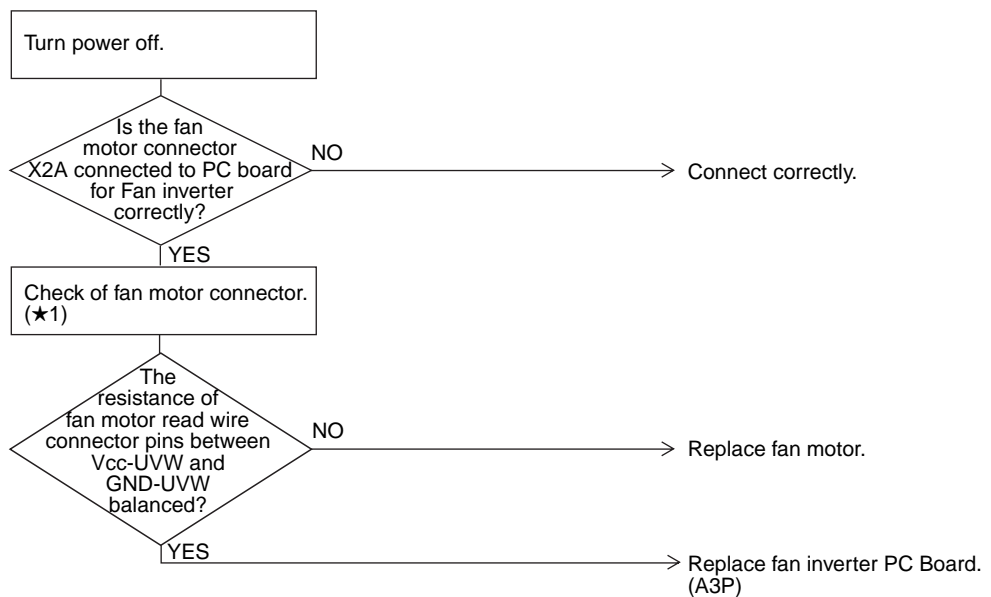 Turn power off.
Is the fan
motor connector
X2A connected to PC board
for Fan inverter
correctly?
NO
Connect correctly.
YES
Check of fan motor connector.
(★1)
The
resistance of
fan motor read wire
connector pins between
Vcc-UVW and
GND-UVW
balanced?
NO
Replace fan motor.
YES
Replace fan inverter PC Board.
(A3P)